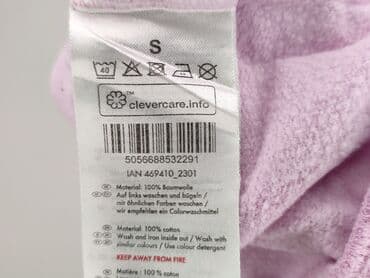 S
40
clevercare.info
5056688532291
IAN 469410_2301
Material: 100% Baumwolle
Auf links waschen und bügeln /
mit ähnlichen Farben waschen /
wir empfehlen ein Colorwaschmittel
Material: 100% cotton
Wash and iron inside out / Wash with
similar colours / Use colour detergent
KEEP AWAY FROM FIRE
Matière : 100 % coton